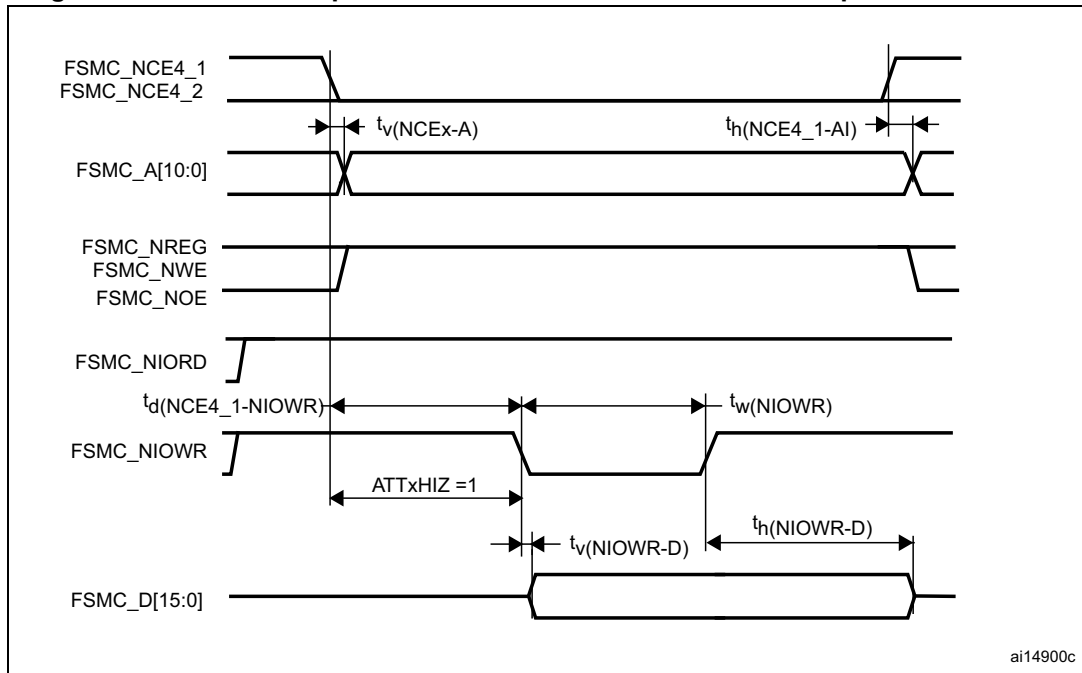 FSMC_NCE4_1
FSMC_NCE4_2
tv(NCEx-A)
th(NCE4_1-AI)
FSMC_A[10:0]
FSMC_NREG
FSMC_NWE
FSMC_NOE
FSMC_NIORD
td(NCE4_1-NIOWR)
tw(NIOWR)
FSMC_NIOWR
ATTxHIZ =1
tv(NIOWR-D)
th(NIOWR-D)
FSMC_D[15:0]
ai14900c